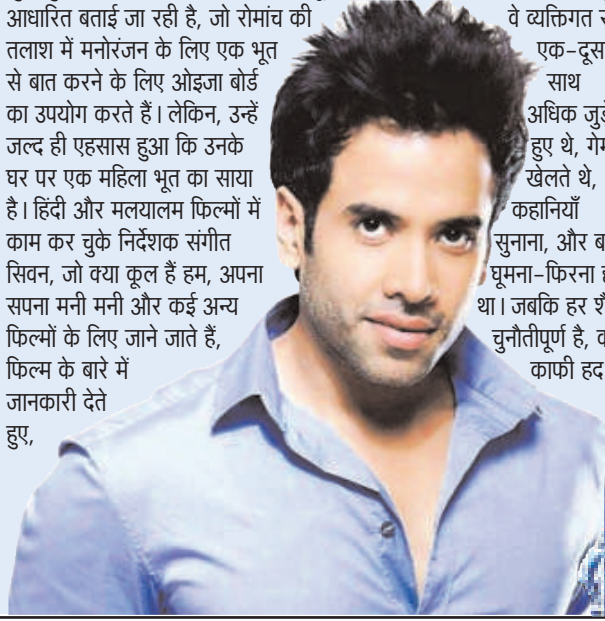 आधारित बताई जा रही है, जो रोमांच की
तलाश में मनोरंजन के लिए एक भूत
से बात करने के लिए ओइजा बोर्ड
का उपयोग करते हैं। लेकिन, उन्हें
जल्द ही एहसास हुआ कि उनके
घर पर एक महिला भूत का साया
है। हिंदी और मलयालम फिल्मों में
काम कर चुके निर्देशक संगीत
सिवन, जो क्या कूल हैं हम, अपना
सपना मनी मनी और कई अन्य
फिल्मों के लिए जाने जाते हैं,
फिल्म के बारे में
जानकारी देते
हुए,
वे व्यक्तिगत
एक-दूस
साथ
अधिक जुड़
हुए थे, गेम
खेलते थे,
कहानियाँ
सुनाना, और
घूमना-फिरना
था। जबकि हर
चुनौतीपूर्ण है,
काफी हद